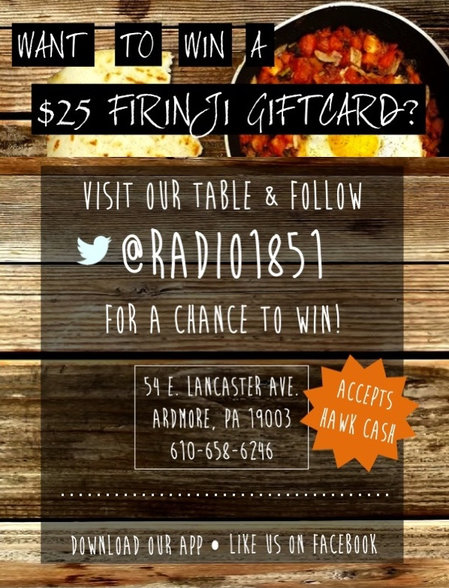 WANT TO WIN A
$25 FIRINJI GIFTCARD?
VISIT OUR TABLE & FOLLOW
@RADIO1851
FOR A CHANCE TO WIN!
54 E. LANCASTER AVE.
ARDMORE, PA 19003
610-658-6246
ACCEPTS
HAWK CASH
DOWNLOAD OUR APP • LIKE US ON FACEBOOK